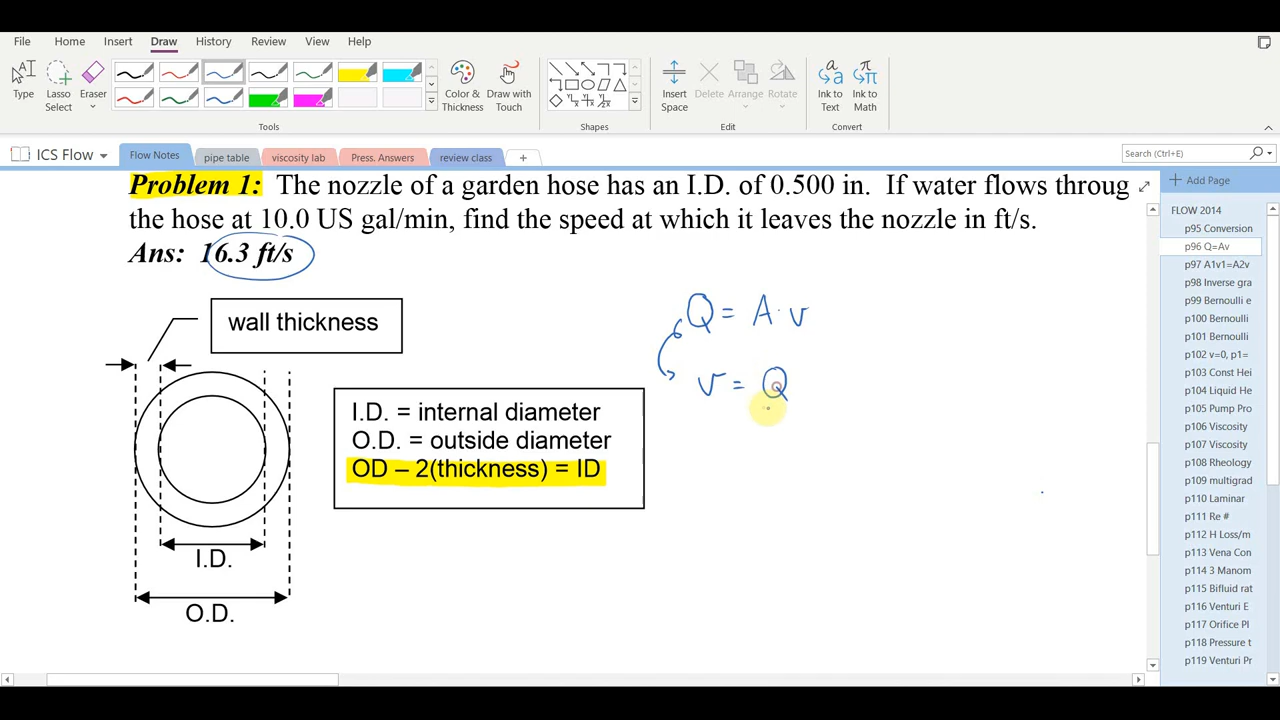 File Home Insert Draw History Review View Help
Type Lasso Select Eraser Color & Thickness Draw with Touch Insert Space Delete Arrange Rotate Ink to Text Ink to Math
Tools Shapes Edit Convert
ICS Flow Flow Notes pipe table viscosity lab Press. Answers review class + Search (Ctrl+E)
Problem 1: The nozzle of a garden hose has an I.D. of 0.500 in. If water flows throug
the hose at 10.0 US gal/min, find the speed at which it leaves the nozzle in ft/s.
Ans: 16.3 ft/s
wall thickness
Q = A · v
v = Q
I.D. = internal diameter
O.D. = outside diameter
OD – 2(thickness) = ID
I.D.
O.D.
+ Add Page
FLOW 2014
p95 Conversion
p96 Q=Av
p97 A1v1=A2v
p98 Inverse gra
p99 Bernoulli e
p100 Bernoulli
p101 Bernoulli
p102 v=0, p1=
p103 Const Hei
p104 Liquid He
p105 Pump Pro
p106 Viscosity
p107 Viscosity
p108 Rheology
p109 multigrad
p110 Laminar
p111 Re #
p112 H Loss/m
p113 Vena Con
p114 3 Manom
p115 Bifluid rat
p116 Venturi E
p117 Orifice Pl
p118 Pressure t
p119 Venturi Pr